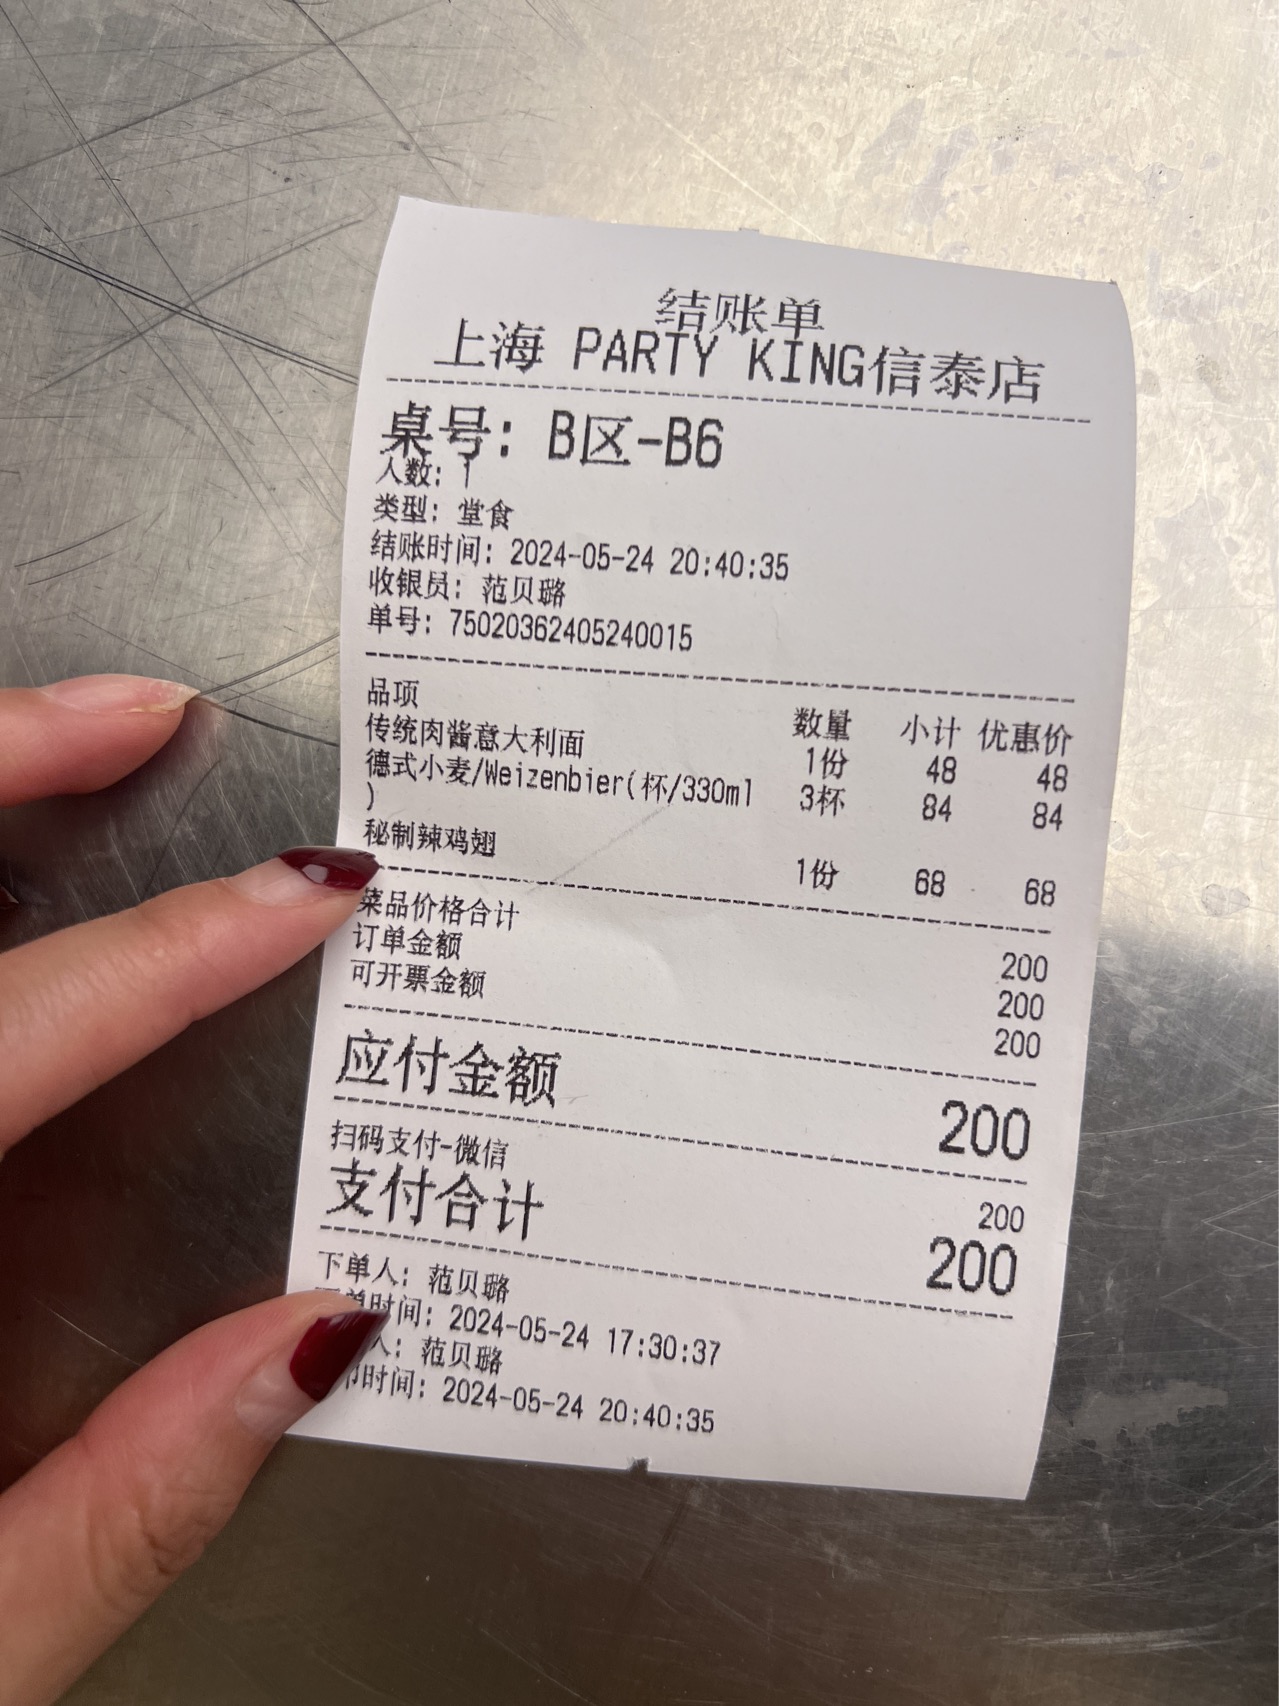 结账单
上海 PARTY KING信泰店
桌号: B区-B6
人数: 1
类型: 堂食
结账时间: 2024-05-24 20:40:35
收银员: 范贝璐
单号: 75020362405240015
品项 数量 小计 优惠价
传统肉酱意大利面 1份 48 48
德式小麦/Weizenbier(杯/330ml 3杯 84 84
)
秘制辣鸡翅 1份 68 68
菜品价格合计 200
订单金额 200
可开票金额 200
应付金额 200
扫码支付-微信 200
支付合计 200
下单人: 范贝璐
下单时间: 2024-05-24 17:30:37
人: 范贝璐
时间: 2024-05-24 20:40:35